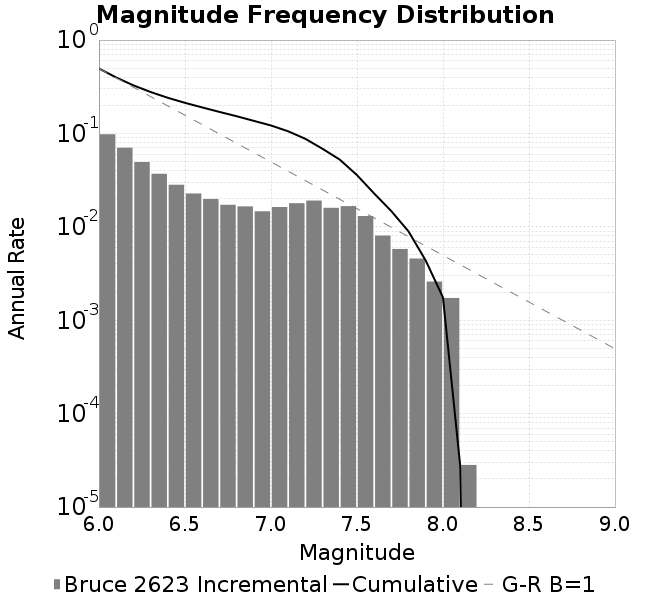 Magnitude Frequency Distribution
10^0
10^-1
10^-2
10^-3
10^-4
10^-5
Annual Rate
6.0 6.5 7.0 7.5 8.0 8.5 9.0
Magnitude
Bruce 2623 Incremental Cumulative G-R B=1